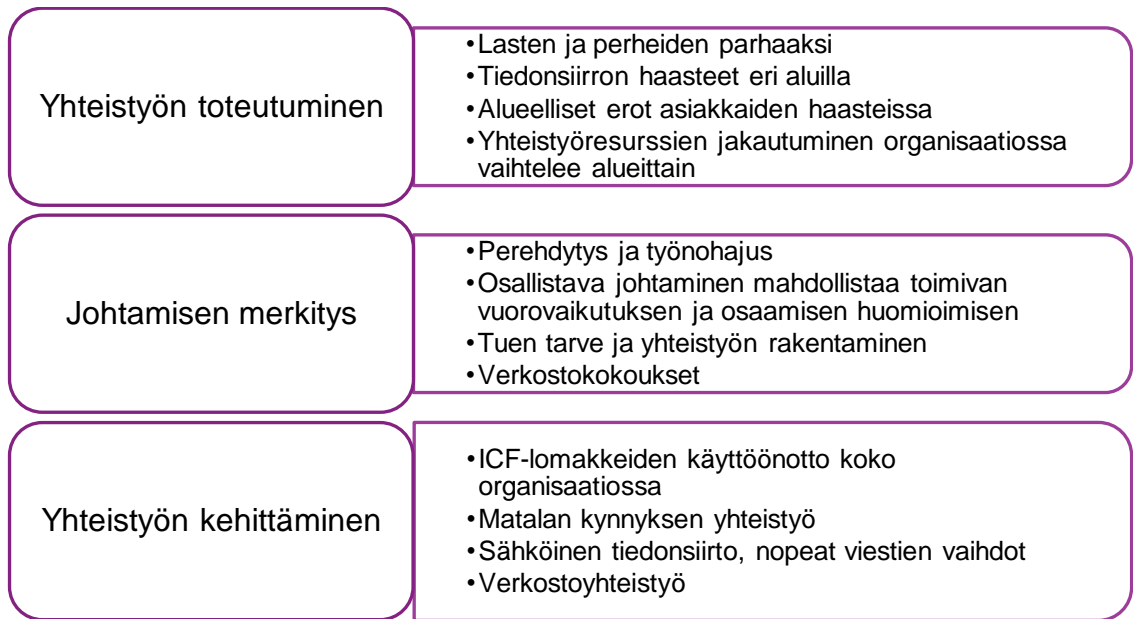 Yhteistyön toteutuminen
•Lasten ja perheiden parhaaksi
•Tiedonsiirron haasteet eri aluilla
•Alueelliset erot asiakkaiden haasteissa
•Yhteistyöresurssien jakautuminen organisaatiossa
vaihtelee alueittain
Johtamisen merkitys
•Perehdytys ja työnohajus
•Osallistava johtaminen mahdollistaa toimivan
vuorovaikutuksen ja osaamisen huomioimisen
•Tuen tarve ja yhteistyön rakentaminen
•Verkostokokoukset
Yhteistyön kehittäminen
•ICF-lomakkeiden käyttöönotto koko
organisaatiossa
•Matalan kynnyksen yhteistyö
•Sähköinen tiedonsiirto, nopeat viestien vaihdot
•Verkostoyhteistyö